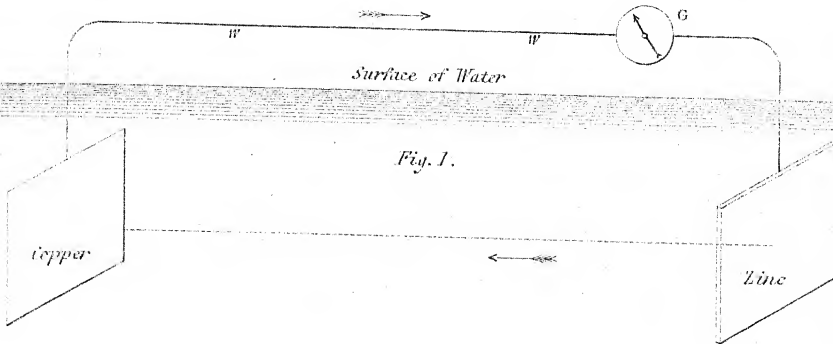 G
W W
Surface of Water
Fig. 1.
Copper
Zinc